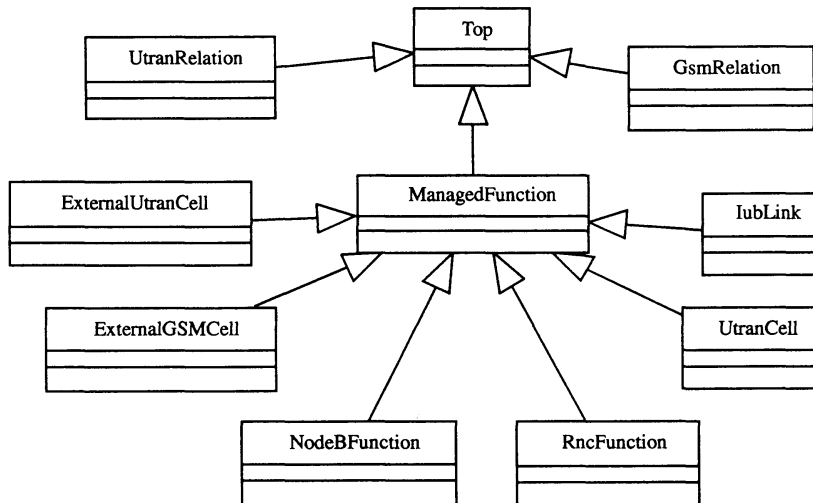 Top
UtranRelation
GsmRelation
ManagedFunction
ExternalUtranCell
IubLink
ExternalGSMCell
UtranCell
NodeBFunction
RncFunction